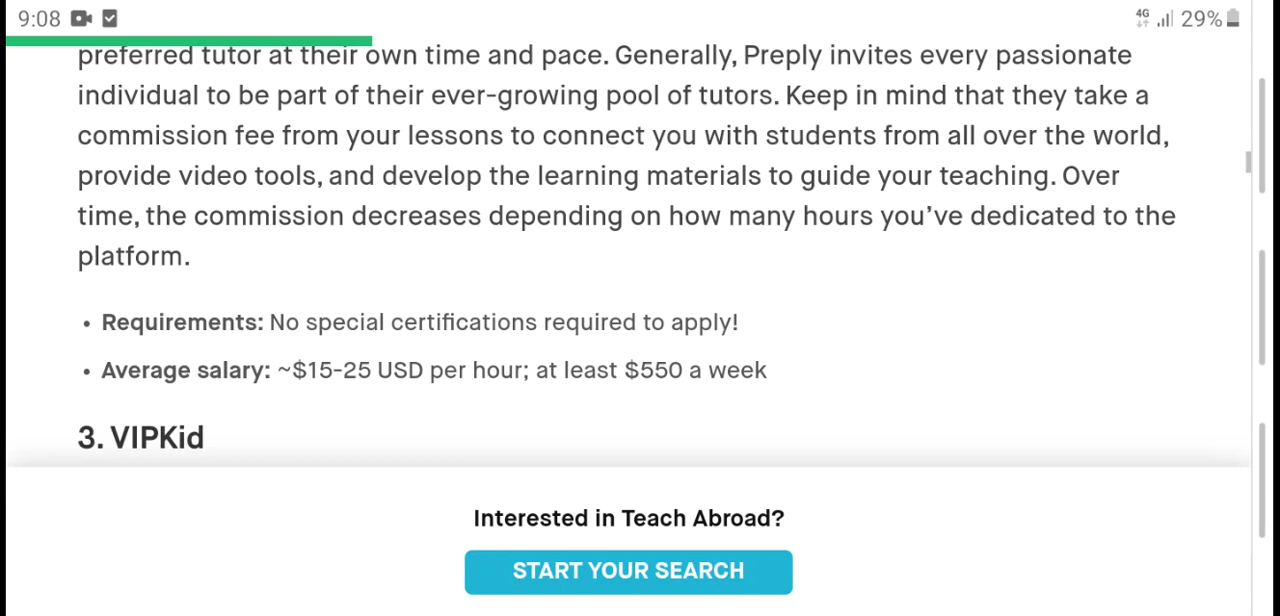 9:08
4G
29%
preferred tutor at their own time and pace. Generally, Preply invites every passionate
individual to be part of their ever-growing pool of tutors. Keep in mind that they take a
commission fee from your lessons to connect you with students from all over the world,
provide video tools, and develop the learning materials to guide your teaching. Over
time, the commission decreases depending on how many hours you’ve dedicated to the
platform.
• Requirements: No special certifications required to apply!
• Average salary: ~$15-25 USD per hour; at least $550 a week
3. VIPKid
Interested in Teach Abroad?
START YOUR SEARCH